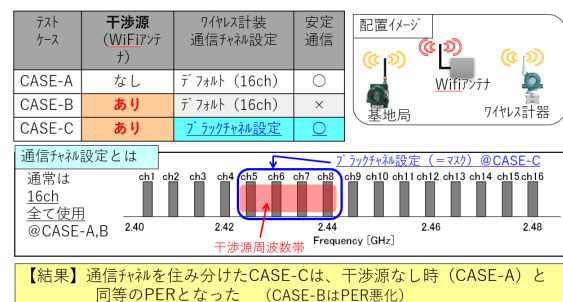 テスト
ケース
干渉源
(WiFiアンテ
ナ)
ワイヤレス計装
通信チャネル設定
安定
通信
CASE-A
なし
デフォルト（16ch）
○
CASE-B
あり
デフォルト（16ch）
×
CASE-C
あり
ブラックチャネル設定
○
配置イメージ
Wifiアンテナ
基地局
ワイヤレス計器
通信チャネル設定とは
ブラックチャネル設定（＝マスク）@CASE-C
通常は
16ch
全て使用
@CASE-A,B
ch1 ch2 ch3 ch4 ch5 ch6 ch7 ch8 ch9 ch10 ch11 ch12 ch13 ch14 ch15 ch16
2.40 2.42 2.44 2.46 2.48
Frequency [GHz]
干渉源周波数帯
【結果】通信チャネルを住み分けたCASE-Cは、干渉源なし時（CASE-A）と
同等のPERとなった （CASE-BはPER悪化）